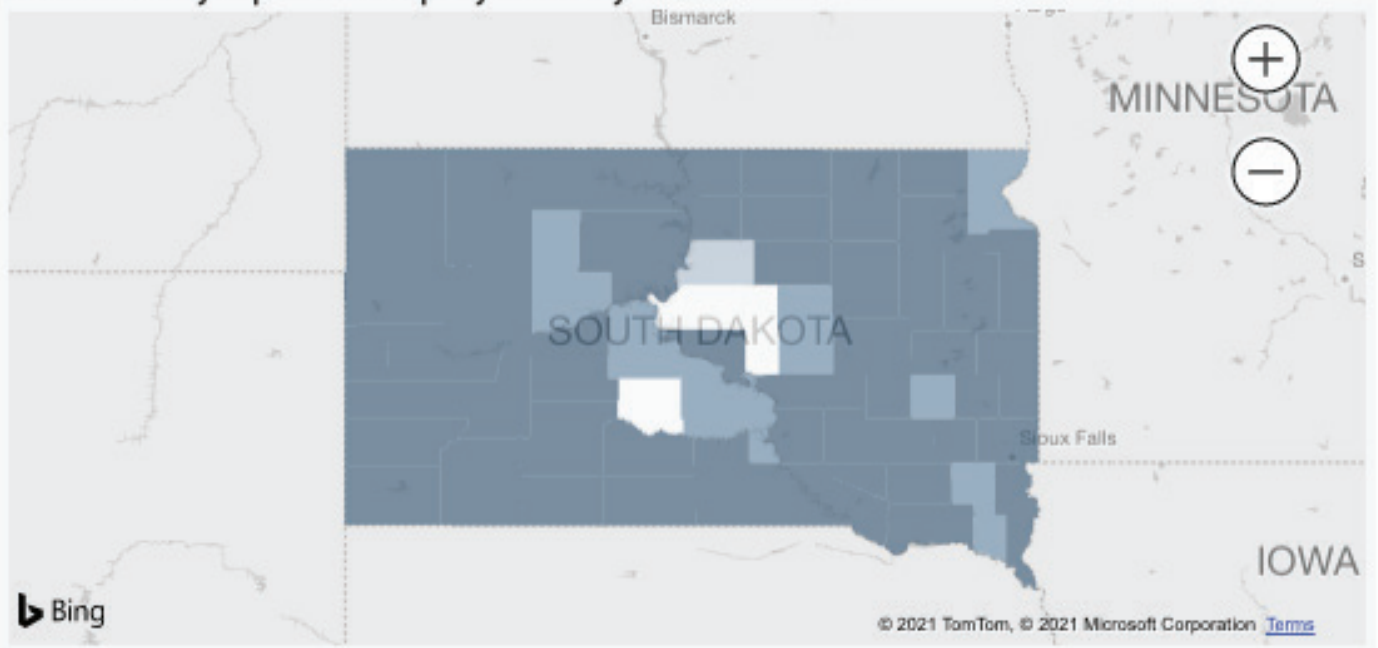 Bismarck
MINNESOTA
SOUTH DAKOTA
Sioux Falls
IOWA
Bing
© 2021 TomTom, © 2021 Microsoft Corporation Terms